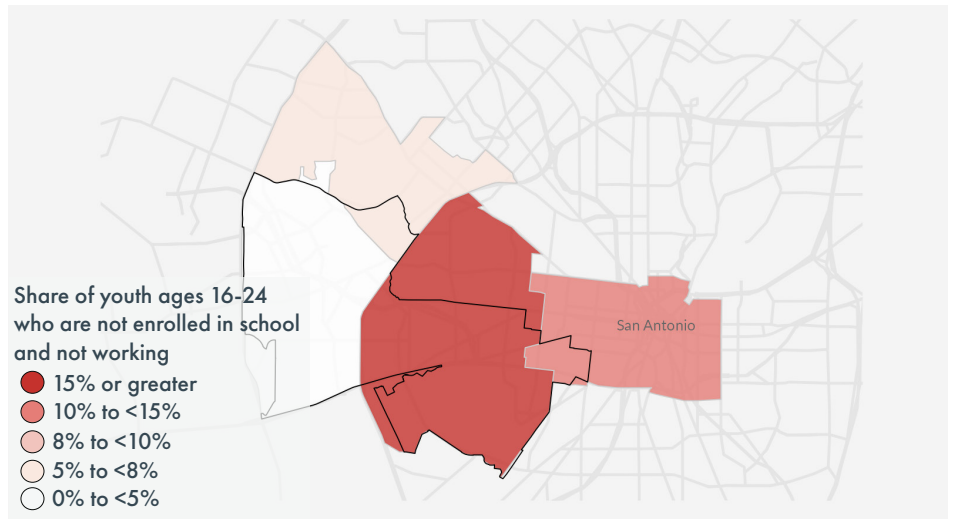 San Antonio
Share of youth ages 16-24
who are not enrolled in school
and not working
15% or greater
10% to <15%
8% to <10%
5% to <8%
0% to <5%